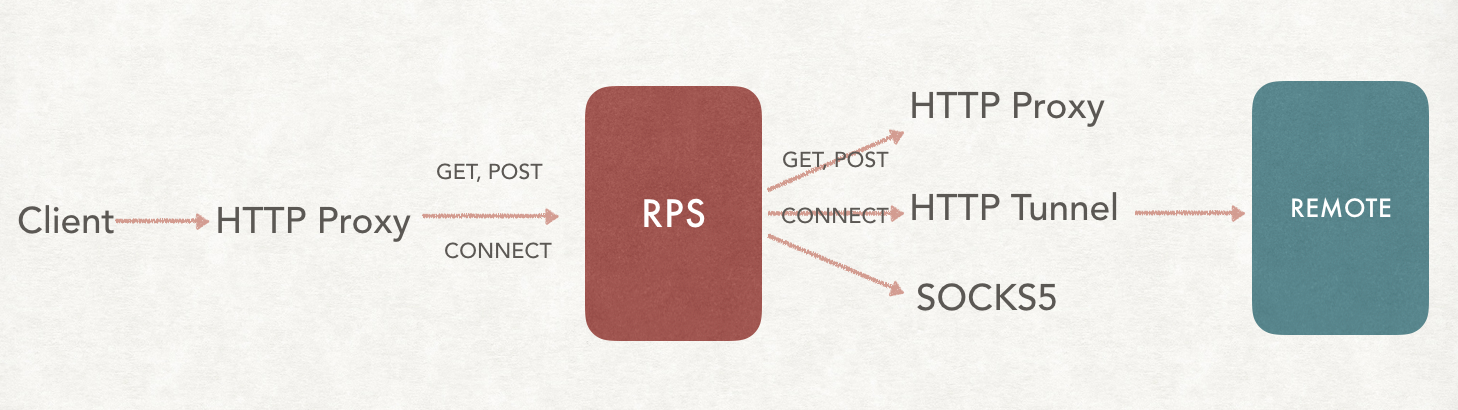 Client
HTTP Proxy
GET, POST
CONNECT
RPS
GET, POST
CONNECT
HTTP Proxy
HTTP Tunnel
SOCKS5
REMOTE